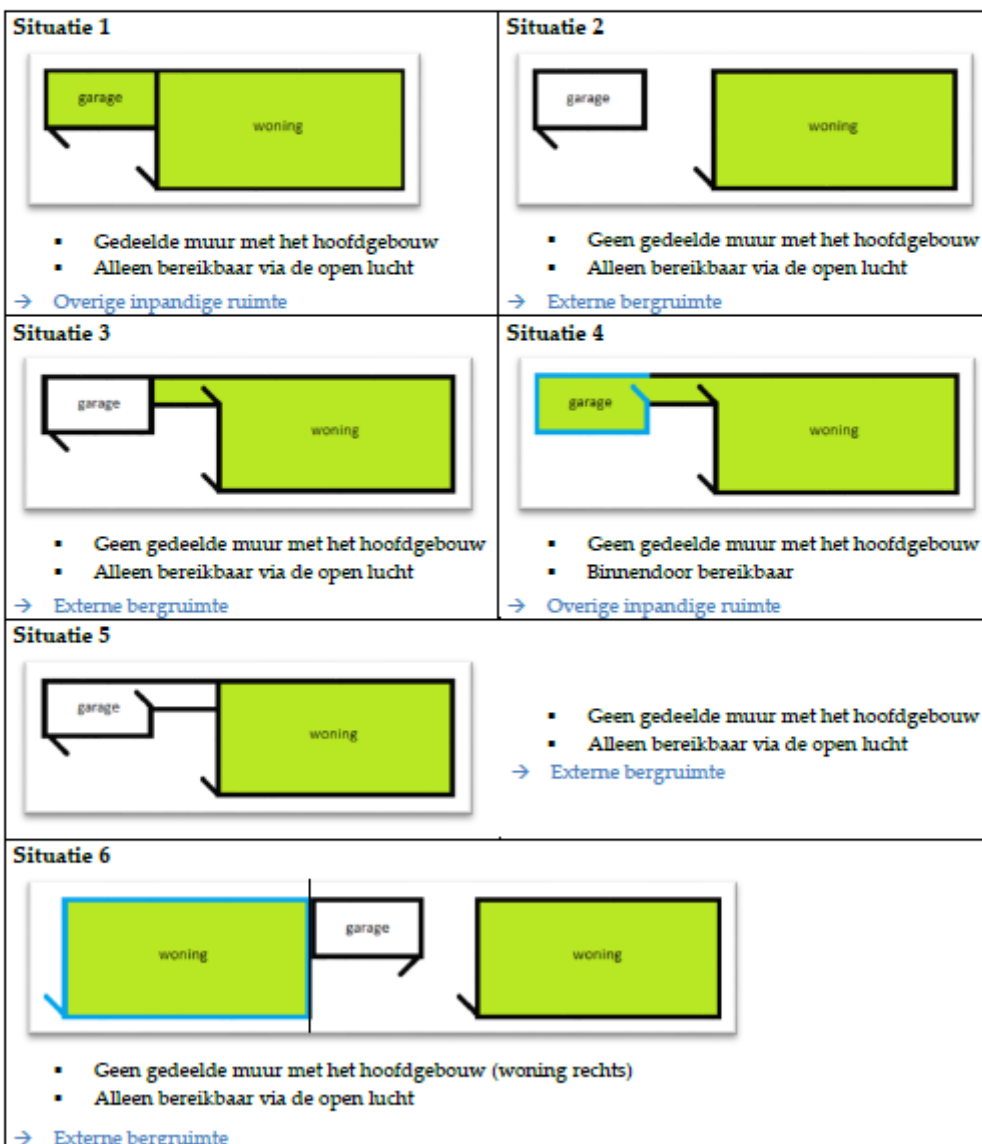 Situatie 1
garage
woning
▪ Gedeelde muur met het hoofdgebouw
▪ Alleen bereikbaar via de open lucht
→ Overige inpandige ruimte
Situatie 2
garage
woning
▪ Geen gedeelde muur met het hoofdgebouw
▪ Alleen bereikbaar via de open lucht
→ Externe bergruimte
Situatie 3
garage
woning
▪ Geen gedeelde muur met het hoofdgebouw
▪ Alleen bereikbaar via de open lucht
→ Externe bergruimte
Situatie 4
garage
woning
▪ Geen gedeelde muur met het hoofdgebouw
▪ Binnendoor bereikbaar
→ Overige inpandige ruimte
Situatie 5
garage
woning
▪ Geen gedeelde muur met het hoofdgebouw
▪ Alleen bereikbaar via de open lucht
→ Externe bergruimte
Situatie 6
woning
garage
woning
▪ Geen gedeelde muur met het hoofdgebouw (woning rechts)
▪ Alleen bereikbaar via de open lucht
→ Externe bergruimte